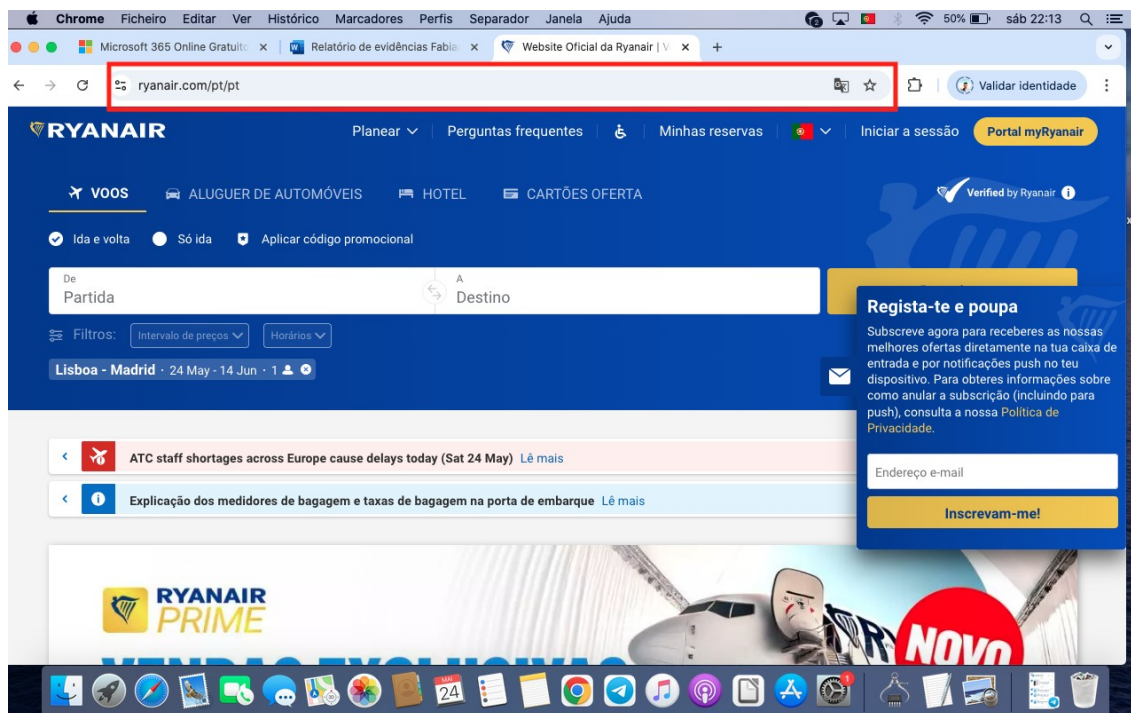 Chrome Ficheiro Editar Ver Histórico Marcadores Perfis Separador Janela Ajuda 50% sáb 22:13
Microsoft 365 Online Gratuito Relatório de evidências Fabia Website Oficial da Ryanair | V
ryanair.com/pt/pt Validar identidade
RYANAIR Planear Perguntas frequentes Minhas reservas Iniciar a sessão Portal myRyanair
VOOS ALUGUER DE AUTOMÓVEIS HOTEL CARTÕES OFERTA Verified by Ryanair
Ida e volta Só ida Aplicar código promocional
De A
Partida Destino
Filtros: Intervalo de preços Horários
Lisboa - Madrid · 24 May - 14 Jun · 1
Regista-te e poupa
Subscreve agora para receberes as nossas
melhores ofertas diretamente na tua caixa de
entrada e por notificações push no teu
dispositivo. Para obteres informações sobre
como anular a subscrição (incluindo para
push), consulta a nossa Política de
Privacidade.
Endereço e-mail
Inscrevam-me!
ATC staff shortages across Europe cause delays today (Sat 24 May) Lê mais
Explicação dos medidores de bagagem e taxas de bagagem na porta de embarque Lê mais
RYANAIR
PRIME
NOVO
VENDAS EXCLUSIVAS
MAI
24